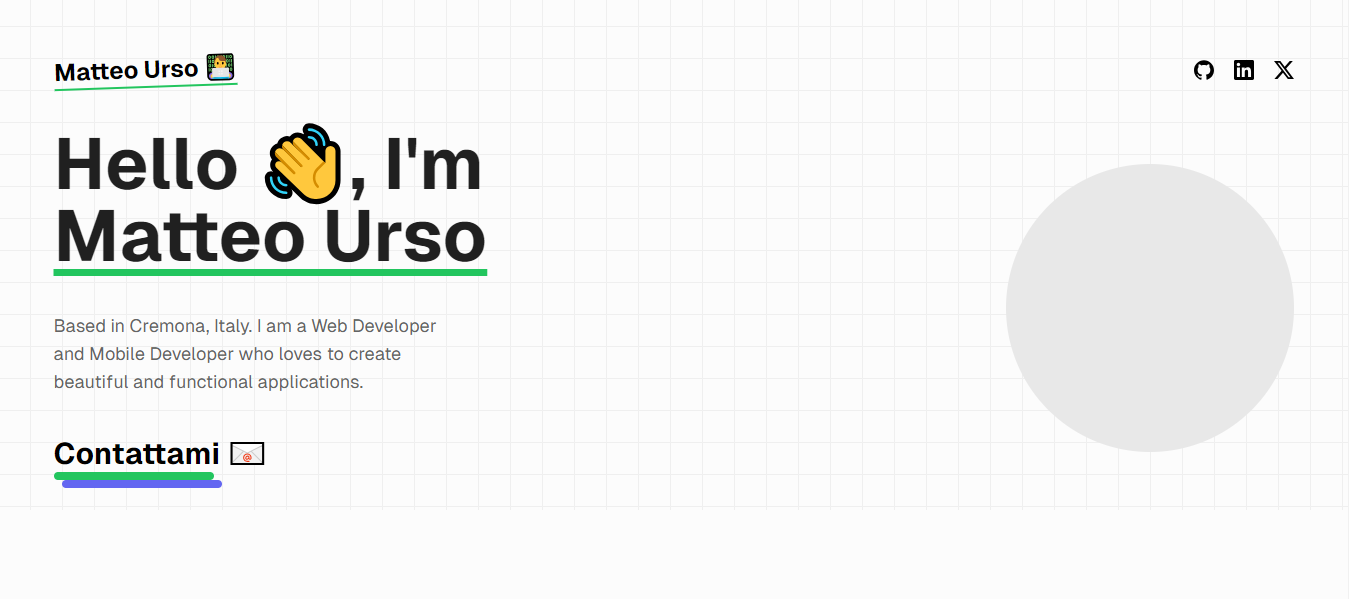 Matteo Urso
Hello 👋, I'm
Matteo Urso
Based in Cremona, Italy. I am a Web Developer
and Mobile Developer who loves to create
beautiful and functional applications.
Contattami